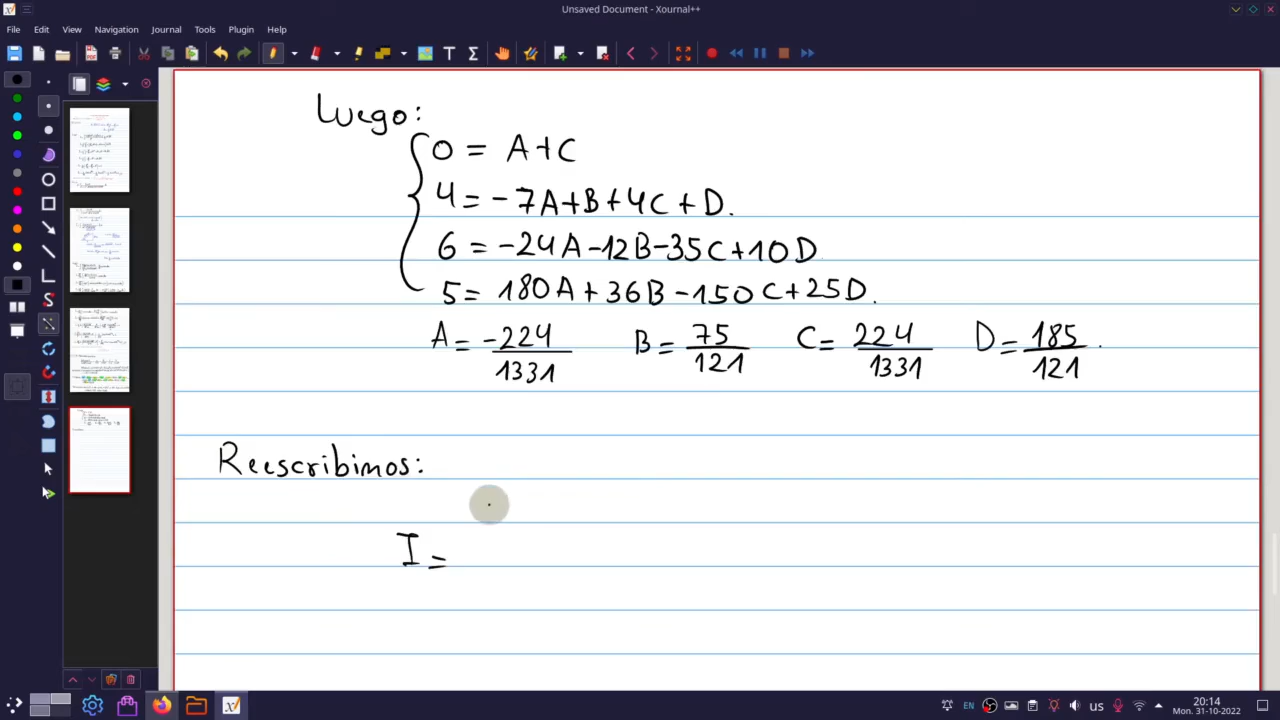 Unsaved Document - Xournal++
File Edit View Navigation Journal Tools Plugin Help
Luego:
0 = A+C
4 = -7A+B+4C+D.
6 = -24A-12B-35C+10D
5 = 180A+36B-150C+25D.
A = -224/1331 B = 75/121 C = 224/1331 D = 185/121.
Reescribimos:
I =
EN us 20:14
Mon. 31-10-2022